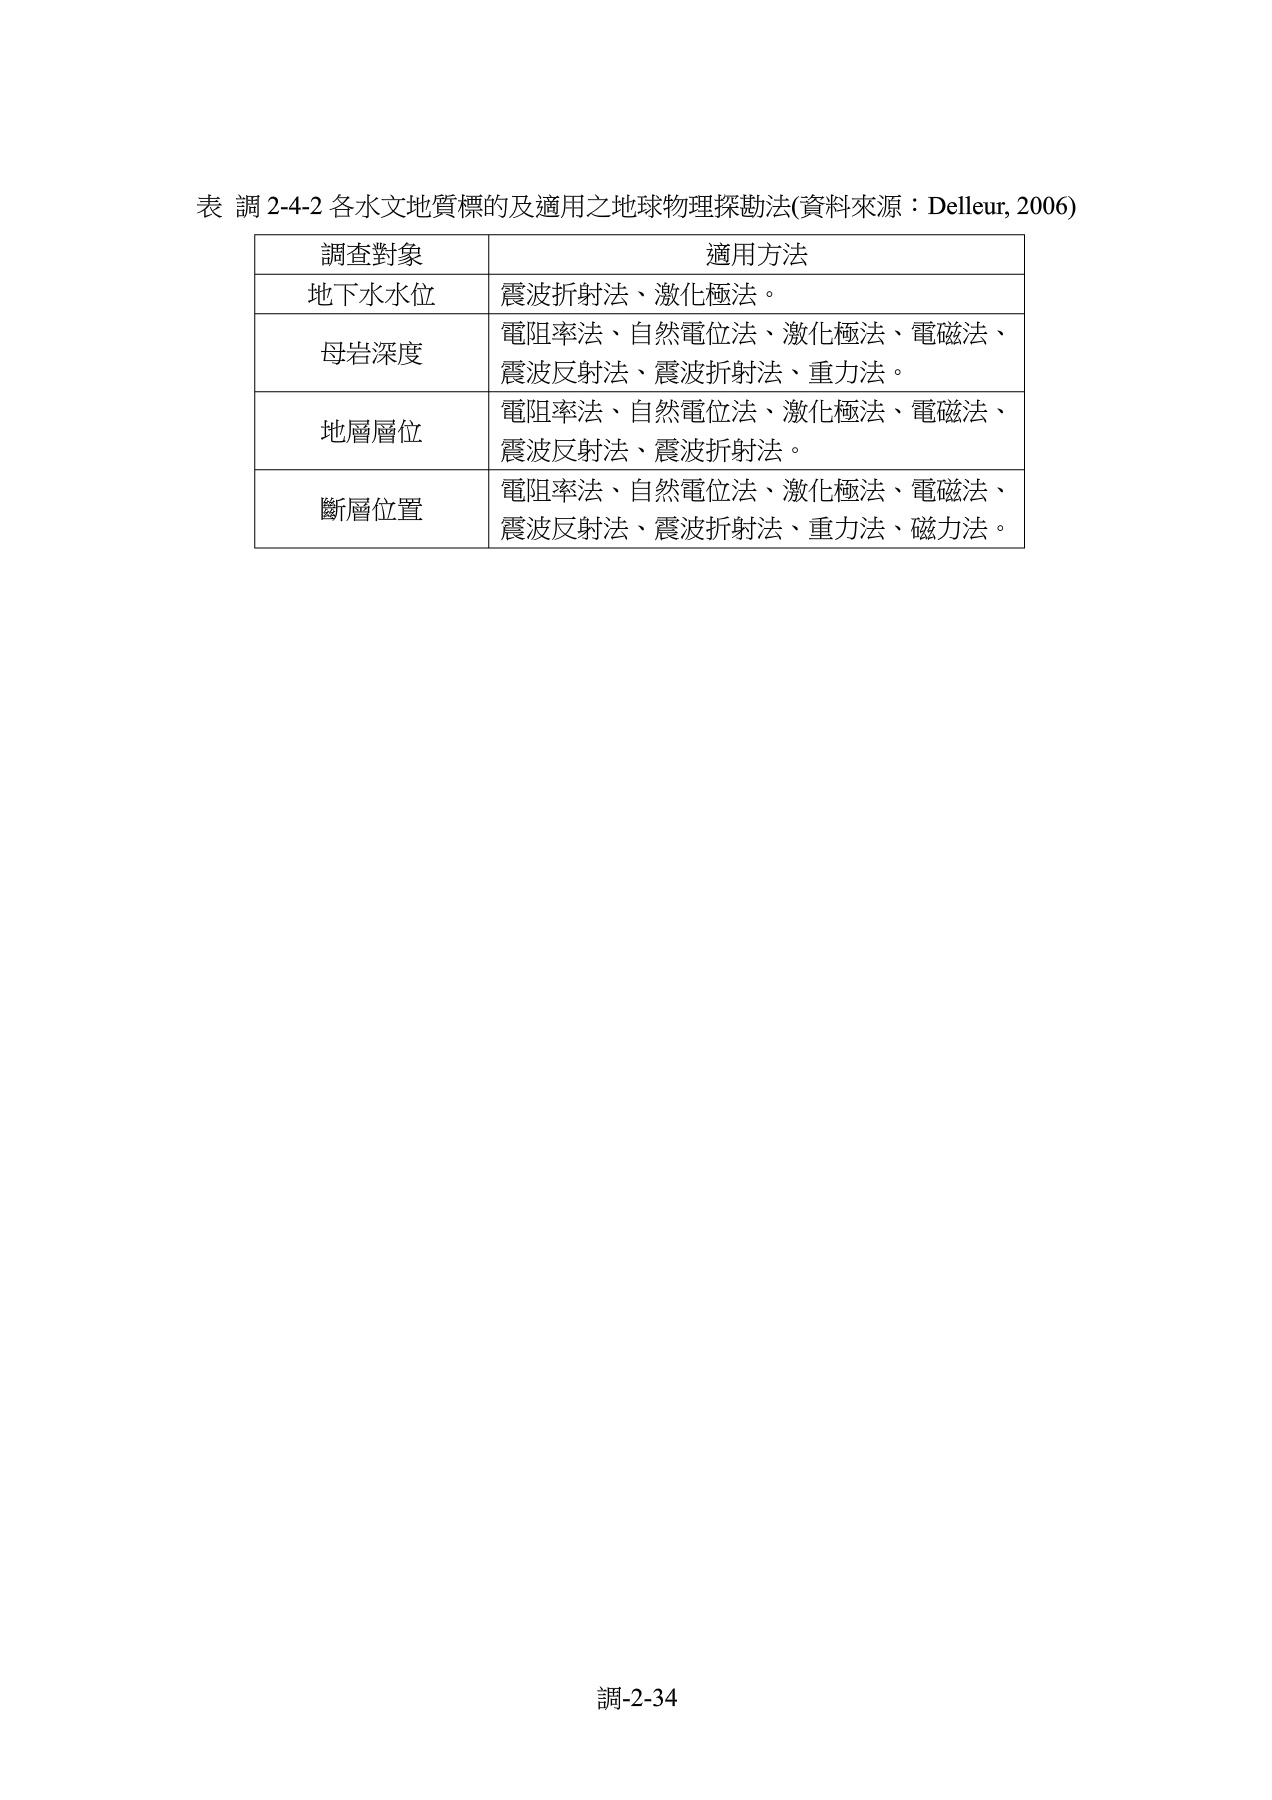 表 調 2-4-2 各水文地質標的及適用之地球物理探勘法(資料來源：Delleur, 2006)
調查對象 適用方法
地下水水位 震波折射法、激化極法。
母岩深度 電阻率法、自然電位法、激化極法、電磁法、
震波反射法、震波折射法、重力法。
地層層位 電阻率法、自然電位法、激化極法、電磁法、
震波反射法、震波折射法。
斷層位置 電阻率法、自然電位法、激化極法、電磁法、
震波反射法、震波折射法、重力法、磁力法。
調-2-34